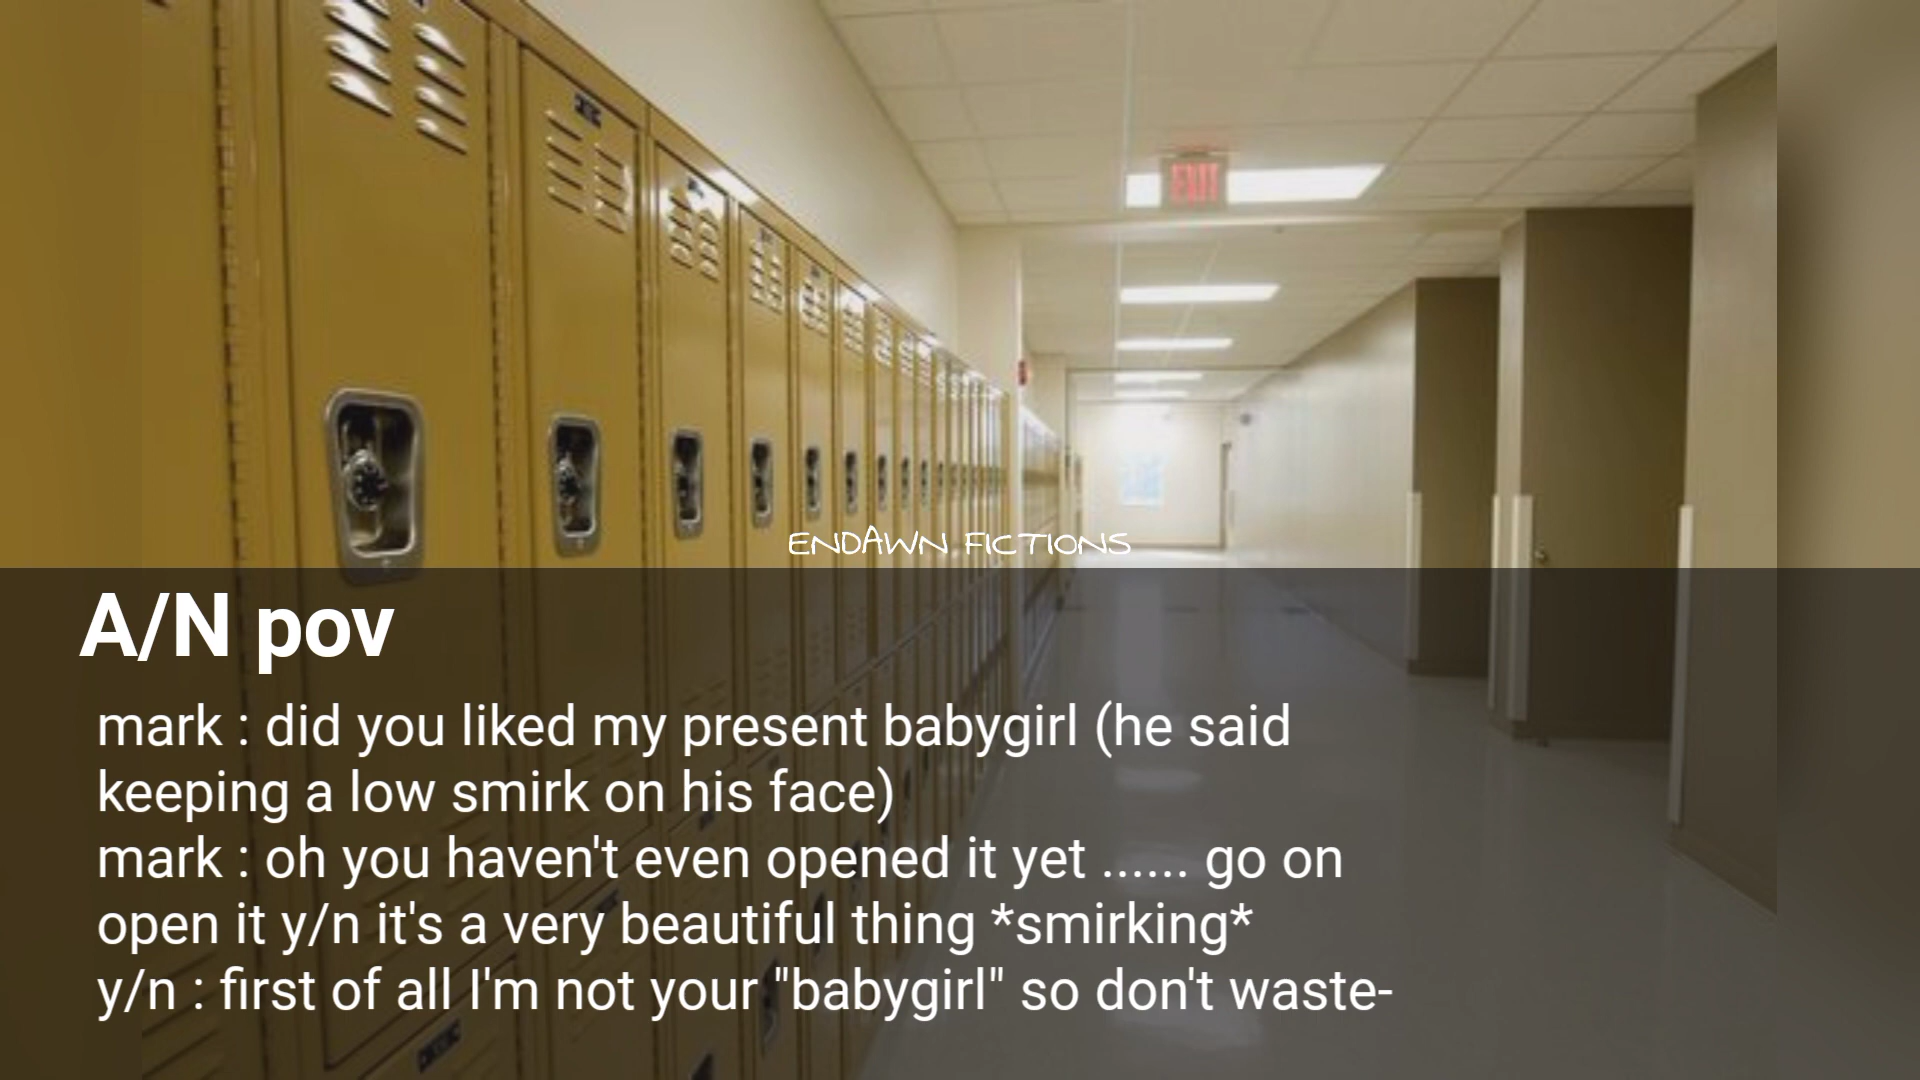 EXIT
ENDAWN FICTIONS
A/N pov
mark : did you liked my present babygirl (he said
keeping a low smirk on his face)
mark : oh you haven't even opened it yet ...... go on
open it y/n it's a very beautiful thing *smirking*
y/n : first of all I'm not your "babygirl" so don't waste-